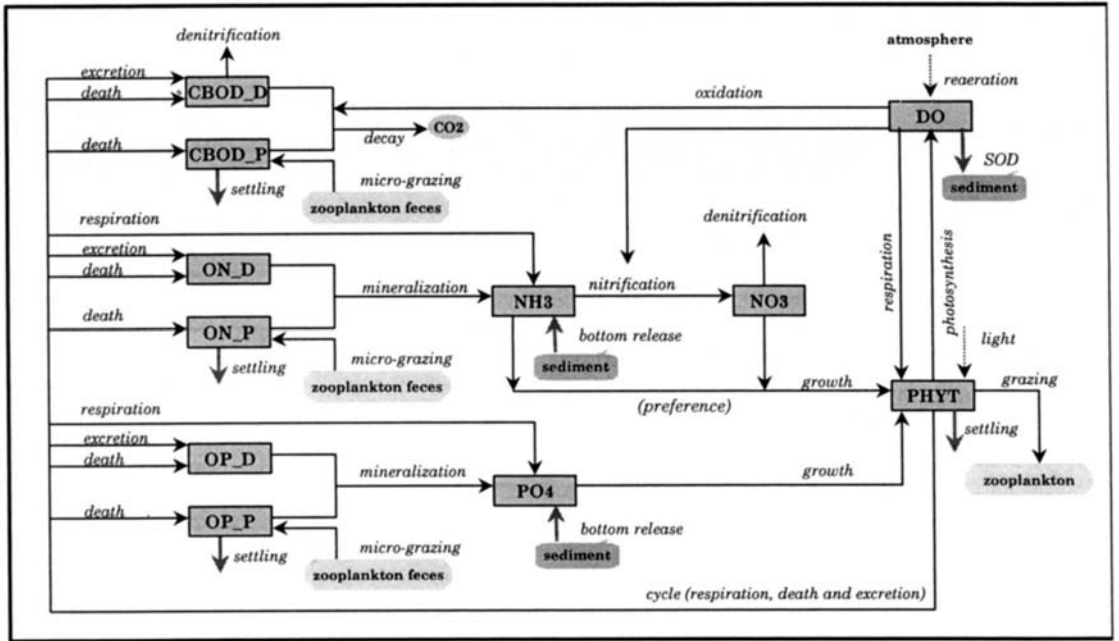 denitrification
atmosphere
excretion
reaeration
CBOD_D
death
oxidation
DO
decay
CO2
death
CBOD_P
SOD
settling
micro-grazing
sediment
zooplankton feces
denitrification
respiration
excretion
ON_D
death
mineralization
NH3
nitrification
NO3
respiration
photosynthesis
death
ON_P
bottom release
light
micro-grazing
settling
sediment
zooplankton feces
growth
grazing
PHYT
(preference)
respiration
settling
excretion
OP_D
death
mineralization
growth
zooplankton
PO4
death
OP_P
bottom release
micro-grazing
settling
sediment
zooplankton feces
cycle (respiration, death and excretion)